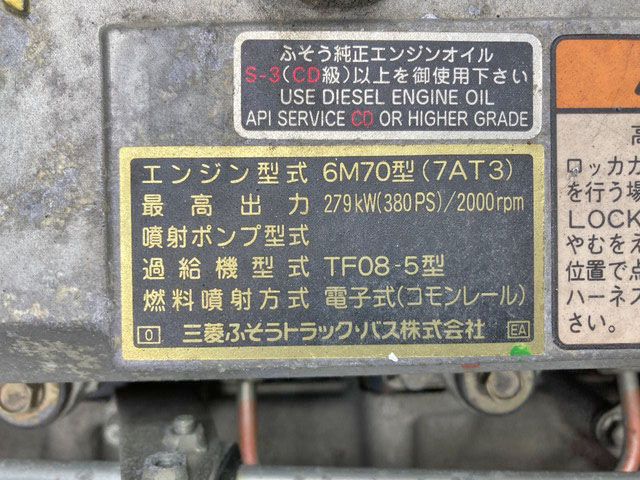 ふそう純正エンジンオイル
S-3(CD級)以上を御使用下さい
USE DIESEL ENGINE OIL
API SERVICE CD OR HIGHER GRADE
エンジン型式 6M70型(7AT3)
最高出力 279kW(380PS)/2000rpm
噴射ポンプ型式
過給機型式 TF08-5型
燃料噴射方式 電子式(コモンレール)
0 三菱ふそうトラック・バス株式会社 EA
ロッカカ
を行う場
LOCK
やむをえ
位置で点
ハーネス
さい。